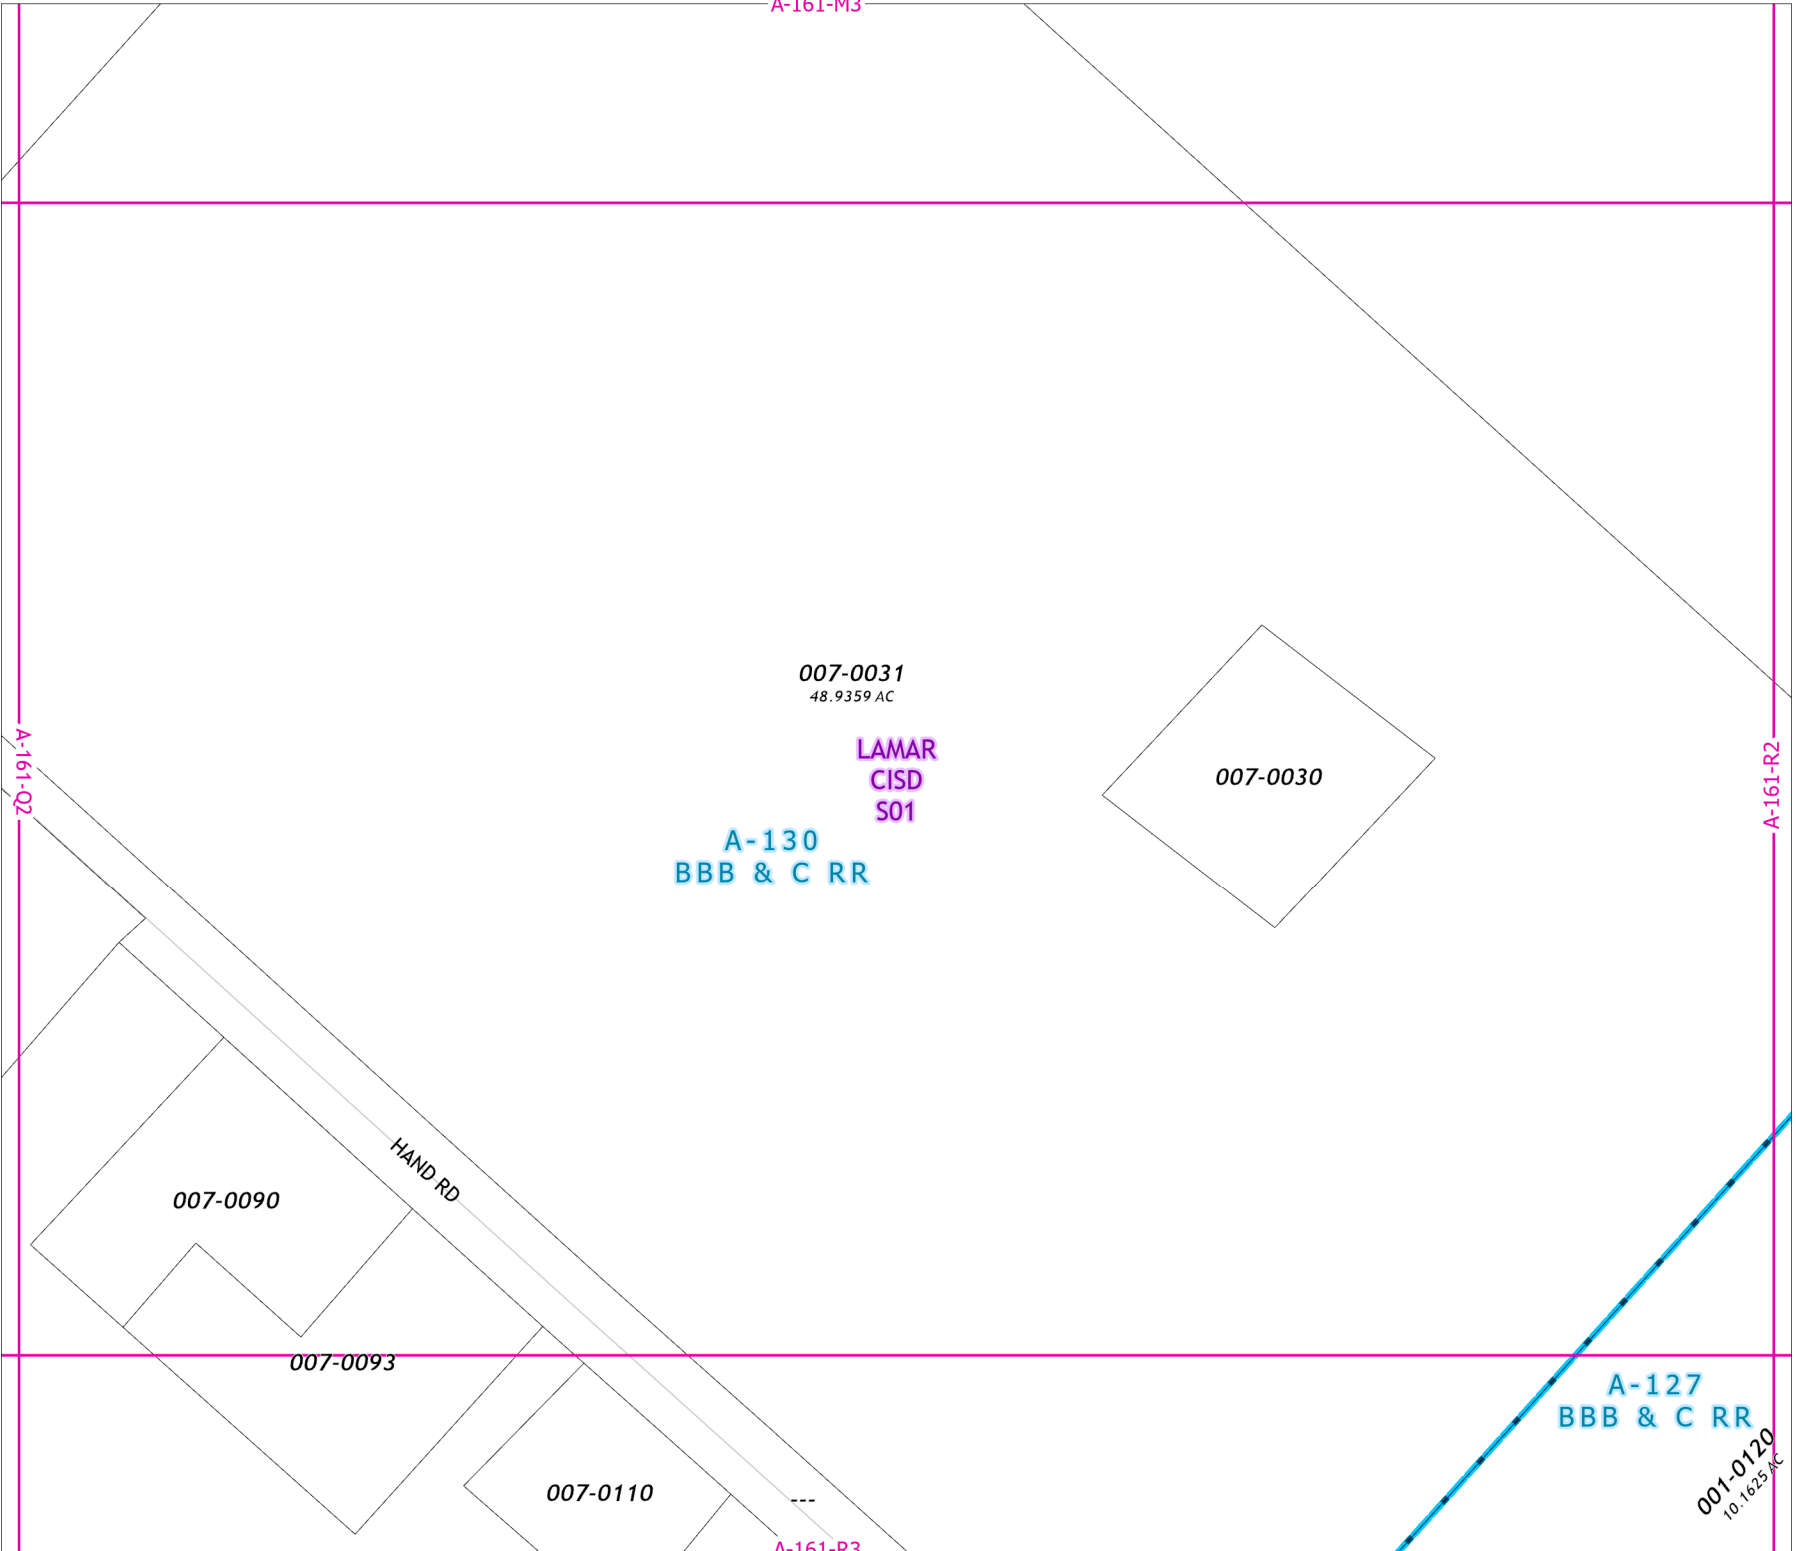 A-161-M3
007-0031
48.9359 AC
LAMAR
CISD
S01
A-161-Q2
A-161-R2
007-0030
A-130
BBB & C RR
HAND RD
007-0090
007-0093
A-127
BBB & C RR
001-0120
10.1625 AC
007-0110
---
A-161-R3